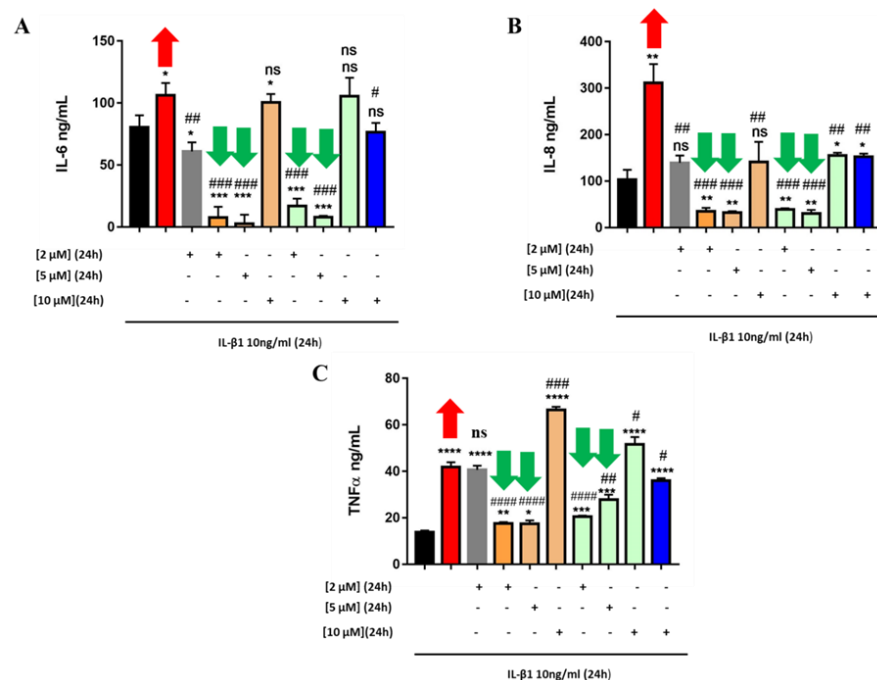 A
150
100
50
0
IL-6 ng/mL
*
##
*
###
***
###
***
ns
*
###
***
###
***
ns
ns
#
ns
[2 μM] (24h) + + - - + - - -
[5 μM] (24h) - - + - - + - -
[10 μM](24h) - - - + - - + +
IL-β1 10ng/ml (24h)
B
400
300
200
100
0
IL-8 ng/mL
**
##
ns
###
**
###
**
##
ns
###
**
###
**
##
*
##
*
[2 μM] (24h) + + - - + - - -
[5 μM] (24h) - - + - - + - -
[10 μM](24h) - - - + - - + +
IL-β1 10ng/ml (24h)
C
80
60
40
20
0
TNFα ng/mL
****
ns
****
####
**
####
*
###
****
####
***
##
***
#
****
#
****
[2 μM] (24h) + + - - + - - -
[5 μM] (24h) - - + - - + - -
[10 μM](24h) - - - + - - + +
IL-β1 10ng/ml (24h)